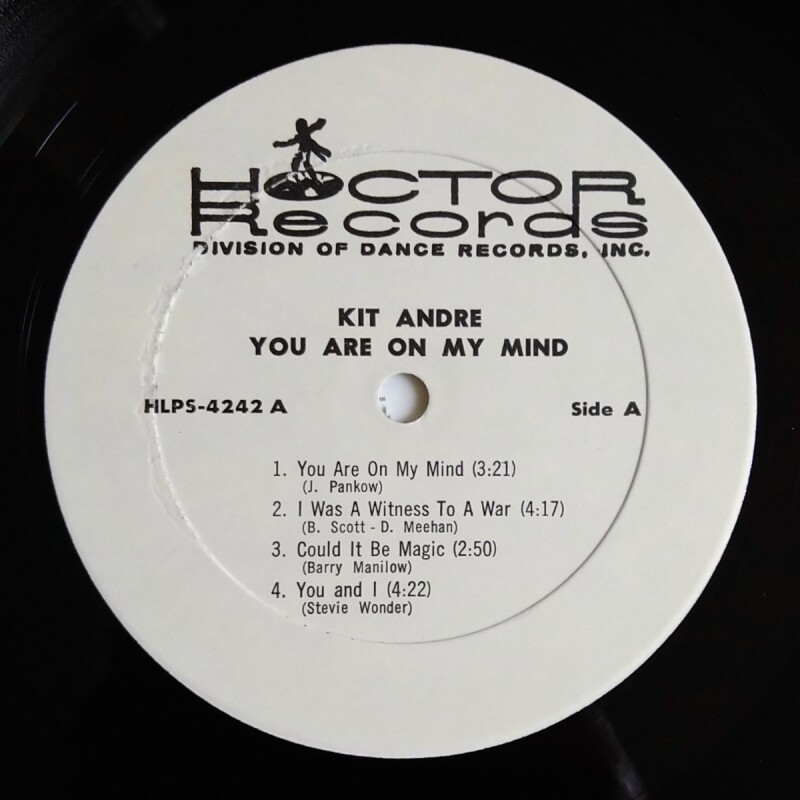 HOCTOR
Records
DIVISION OF DANCE RECORDS, INC.
KIT ANDRE
YOU ARE ON MY MIND
HLPS-4242 A
Side A
1. You Are On My Mind (3:21)
(J. Pankow)
2. I Was A Witness To A War (4:17)
(B. Scott - D. Meehan)
3. Could It Be Magic (2:50)
(Barry Manilow)
4. You and I (4:22)
(Stevie Wonder)